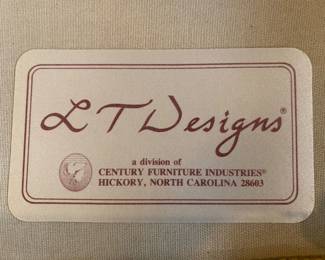 LT Designs®
a division of
CENTURY FURNITURE INDUSTRIES®
HICKORY, NORTH CAROLINA 28603